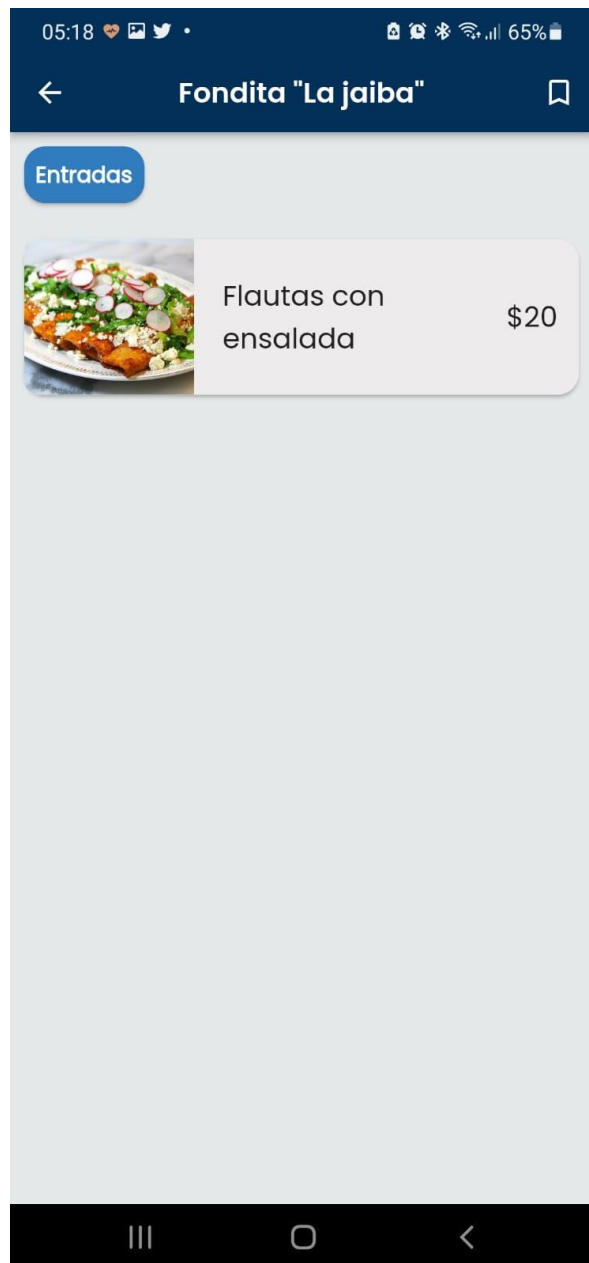 05:18
65%
Fondita "La jaiba"
Entradas
Flautas con
ensalada
$20